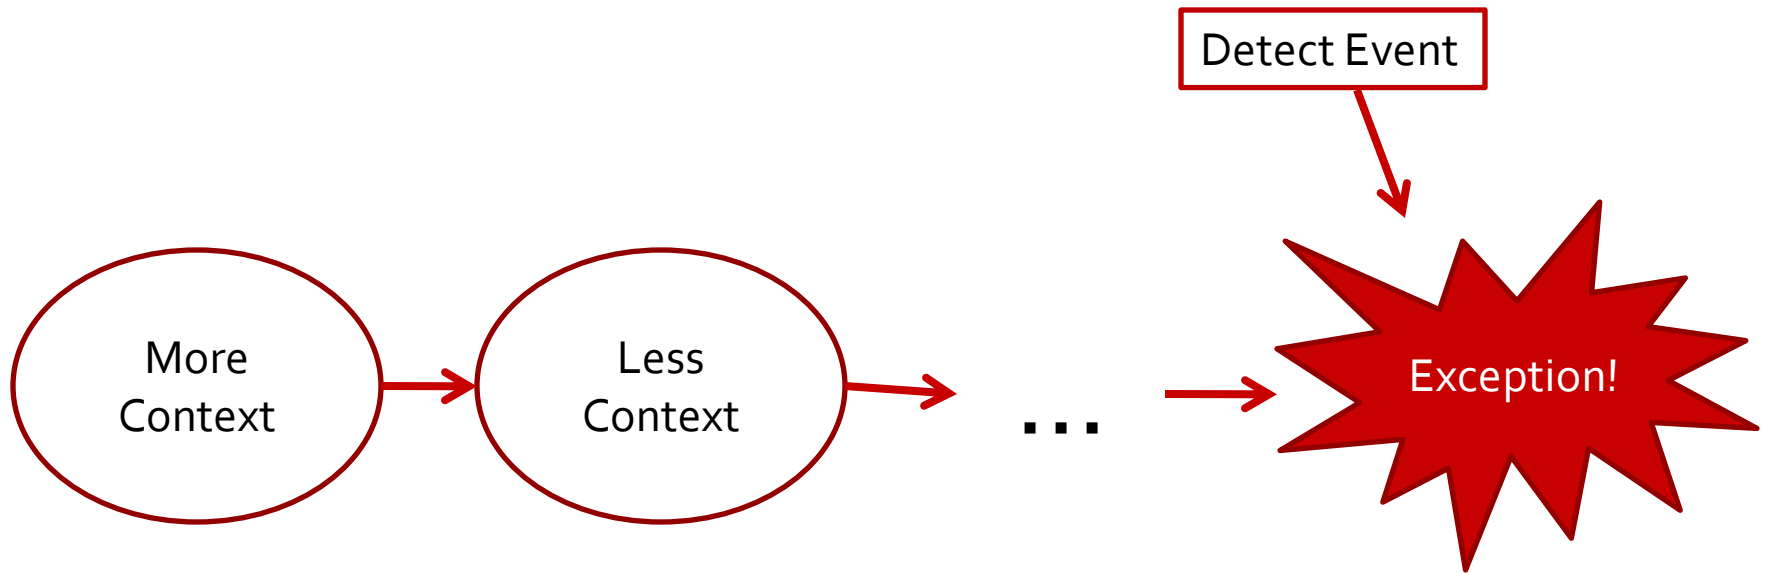 Detect Event
More
Context
Less
Context
...
Exception!